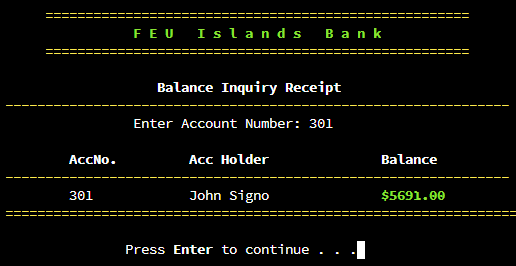 F E U  I s l a n d s  B a n k
Balance Inquiry Receipt
Enter Account Number: 301
AccNo. Acc Holder Balance
301 John Signo $5691.00
Press Enter to continue . . .